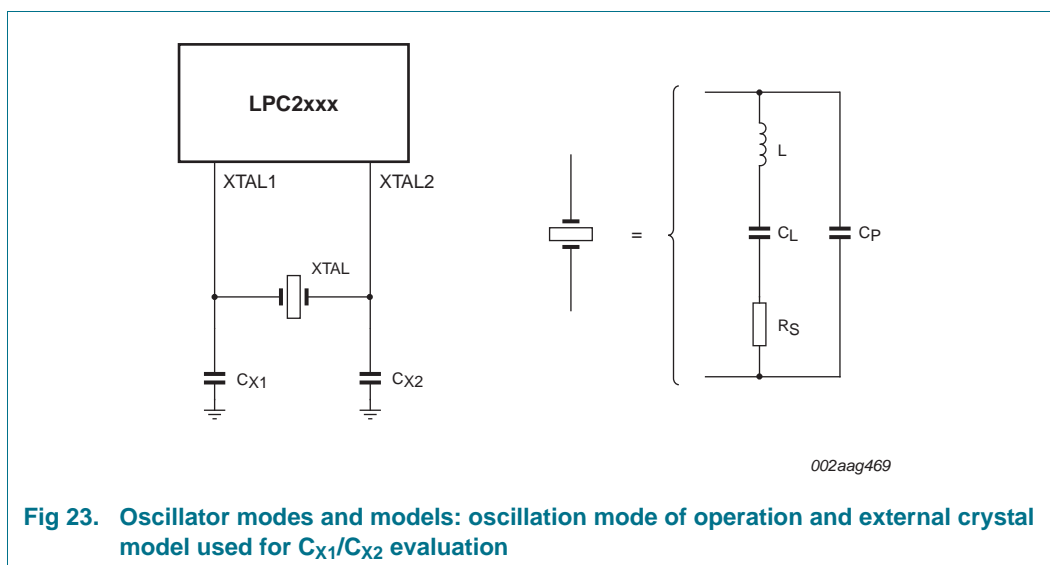 LPC2xxx
XTAL1
XTAL2
XTAL
CX1
CX2
=
L
CL
CP
RS
002aag469
Fig 23. Oscillator modes and models: oscillation mode of operation and external crystal
model used for CX1/CX2 evaluation